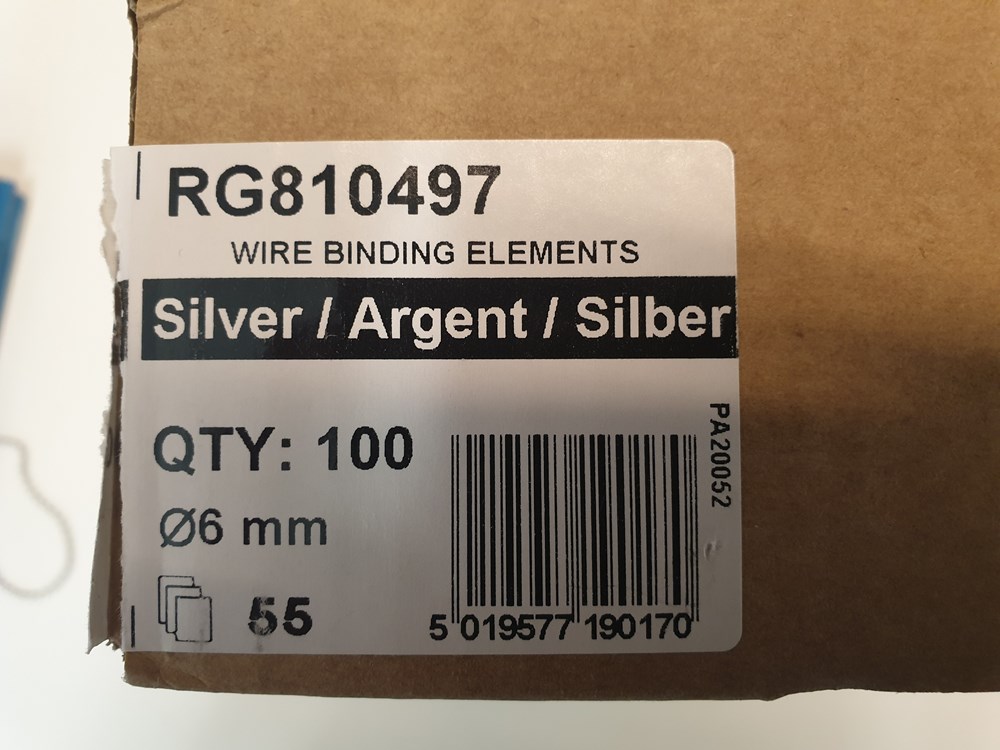 RG810497
WIRE BINDING ELEMENTS
Silver / Argent / Silber
QTY: 100
Ø6 mm
55
5 019577 190170
PA20052